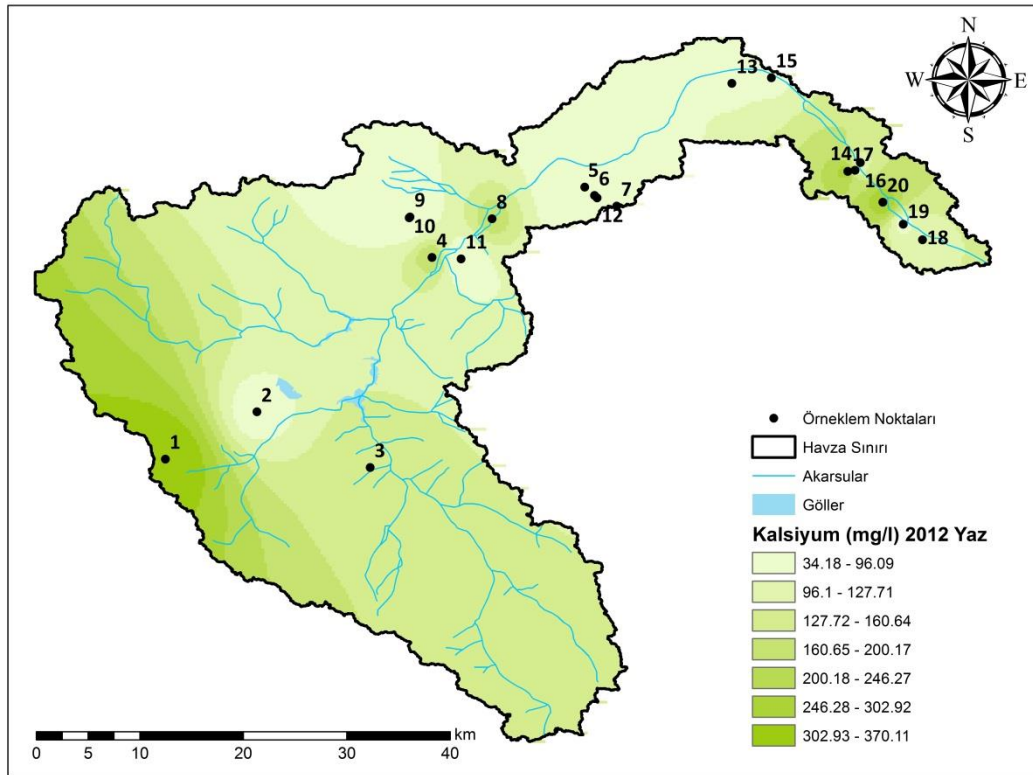 N
W E
S
13 15
14 17
16 20
19
18
5
6
7
12
9
10
8
4 11
2
1
3
Örneklem Noktaları
Havza Sınırı
Akarsular
Göller
Kalsiyum (mg/l) 2012 Yaz
34.18 - 96.09
96.1 - 127.71
127.72 - 160.64
160.65 - 200.17
200.18 - 246.27
246.28 - 302.92
302.93 - 370.11
km
0 5 10 20 30 40